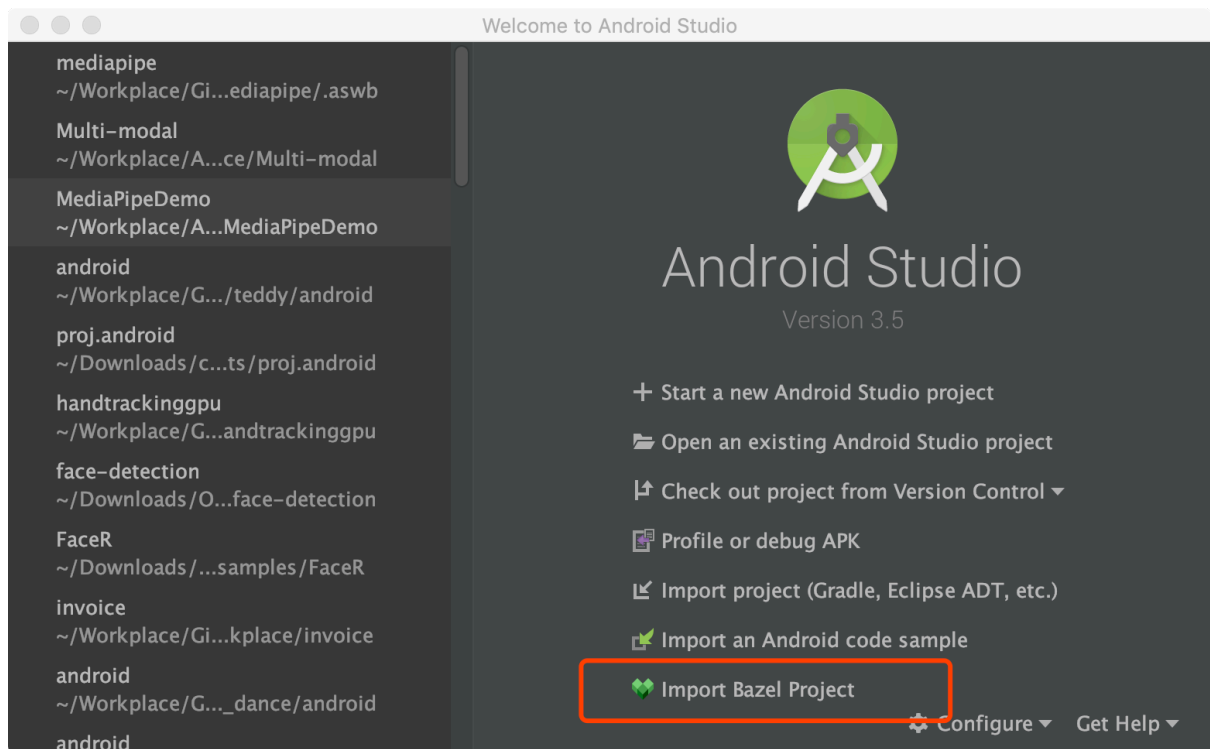 Welcome to Android Studio
mediapipe
~/Workplace/Gi...ediapipe/.aswb
Multi-modal
~/Workplace/A...ce/Multi-modal
MediaPipeDemo
~/Workplace/A...MediaPipeDemo
android
~/Workplace/G.../teddy/android
proj.android
~/Downloads/c...ts/proj.android
handtrackinggpu
~/Workplace/G...andtrackinggpu
face-detection
~/Downloads/O...face-detection
FaceR
~/Downloads/...samples/FaceR
invoice
~/Workplace/Gi...kplace/invoice
android
~/Workplace/G..._dance/android
android
Android Studio
Version 3.5
Start a new Android Studio project
Open an existing Android Studio project
Check out project from Version Control
Profile or debug APK
Import project (Gradle, Eclipse ADT, etc.)
Import an Android code sample
Import Bazel Project
Configure Get Help